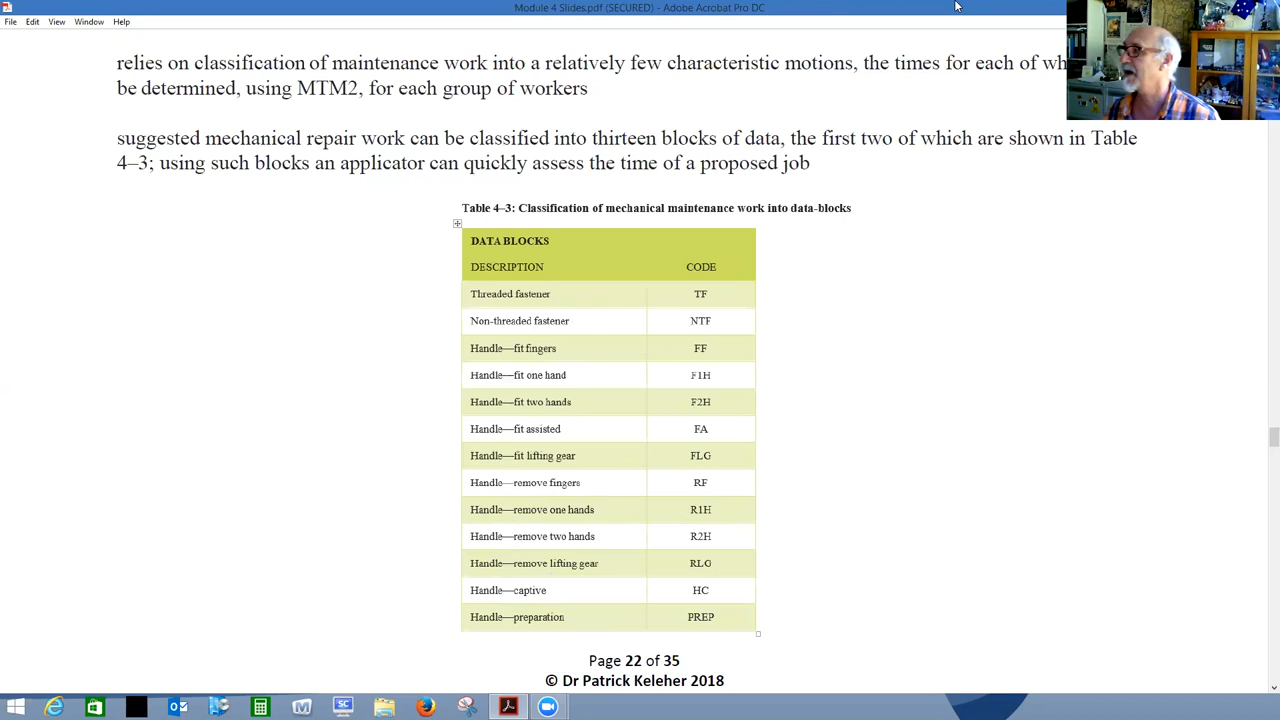 Module 4 Slides.pdf (SECURED) - Adobe Acrobat Pro DC
File Edit View Window Help
relies on classification of maintenance work into a relatively few characteristic motions, the times for each of
be determined, using MTM2, for each group of workers
suggested mechanical repair work can be classified into thirteen blocks of data, the first two of which are shown in Table
4–3; using such blocks an applicator can quickly assess the time of a proposed job
Table 4–3: Classification of mechanical maintenance work into data-blocks
DATA BLOCKS
DESCRIPTION CODE
Threaded fastener TF
Non-threaded fastener NTF
Handle—fit fingers FF
Handle—fit one hand F1H
Handle—fit two hands F2H
Handle—fit assisted FA
Handle—fit lifting gear FLG
Handle—remove fingers RF
Handle—remove one hands R1H
Handle—remove two hands R2H
Handle—remove lifting gear RLG
Handle—captive HC
Handle—preparation PREP
Page 22 of 35
© Dr Patrick Keleher 2018